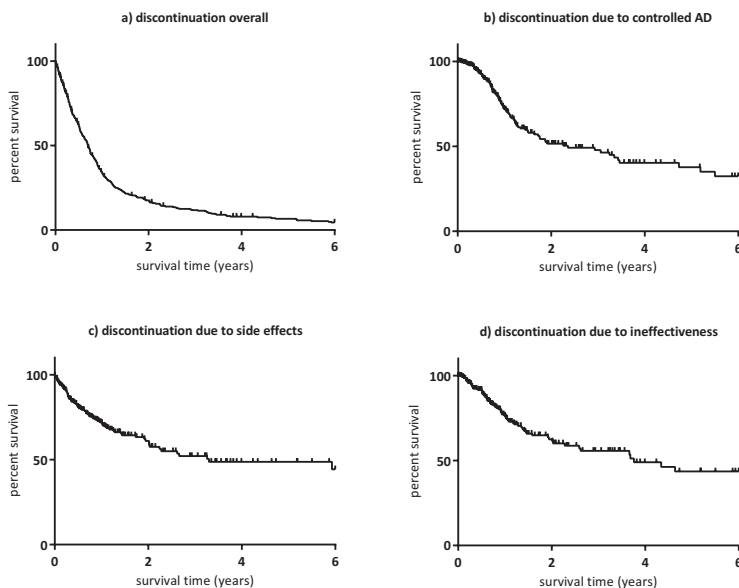 a) discontinuation overall
percent survival
100
50
0
0
2
4
6
survival time (years)
b) discontinuation due to controlled AD
percent survival
100
50
0
0
2
4
6
survival time (years)
c) discontinuation due to side effects
percent survival
100
50
0
0
2
4
6
survival time (years)
d) discontinuation due to ineffectiveness
percent survival
100
50
0
0
2
4
6
survival time (years)